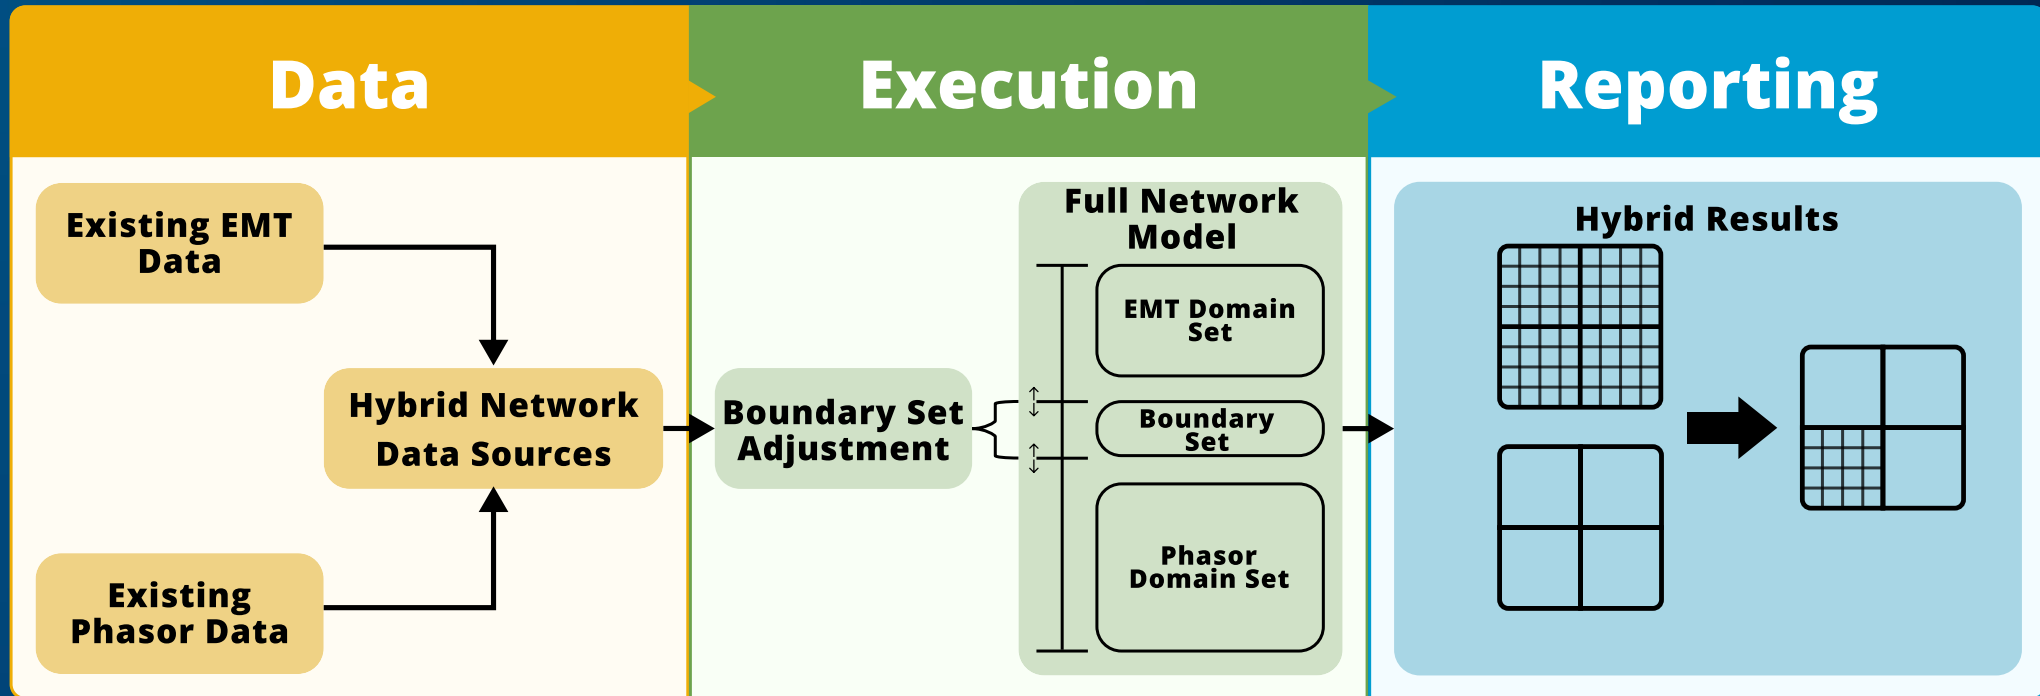 Data
Execution
Reporting
Existing EMT
Data
Hybrid Network
Data Sources
Existing
Phasor Data
Boundary Set
Adjustment
Full Network
Model
EMT Domain
Set
Boundary
Set
Phasor
Domain Set
Hybrid Results